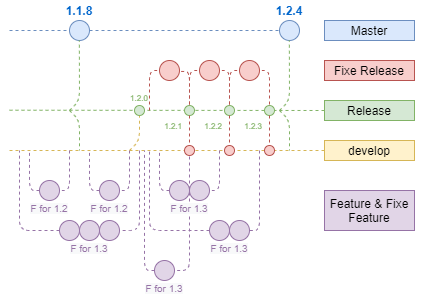 1.1.8
1.2.4
Master
Fixe Release
1.2.0
Release
1.2.1
1.2.2
1.2.3
develop
F for 1.2
F for 1.2
F for 1.3
Feature & Fixe
Feature
F for 1.3
F for 1.3
F for 1.3